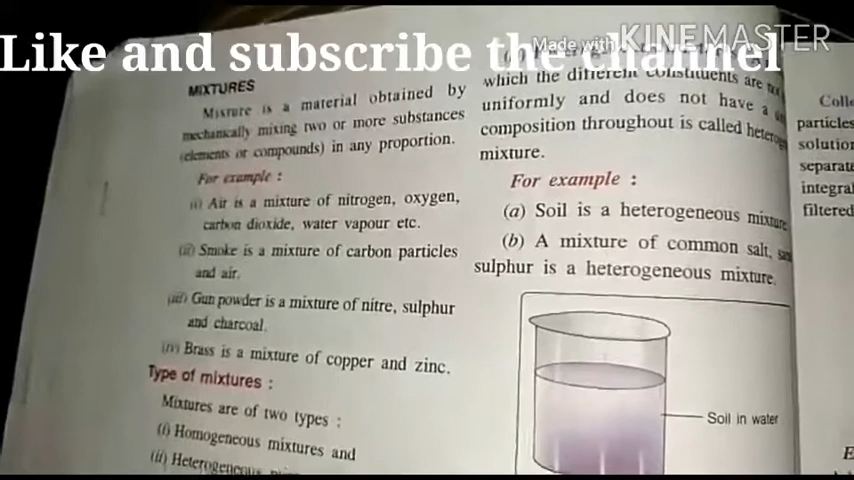 Like and subscribe the channel
Made with KINEMASTER
MIXTURES
Mixture is a material obtained by
mechanically mixing two or more substances
(elements or compounds) in any proportion.
For example :
(i) Air is a mixture of nitrogen, oxygen,
carbon dioxide, water vapour etc.
(ii) Smoke is a mixture of carbon particles
and air.
(iii) Gun powder is a mixture of nitre, sulphur
and charcoal.
(iv) Brass is a mixture of copper and zinc.
Type of mixtures :
Mixtures are of two types :
(i) Homogeneous mixtures and
(ii) Heterogeneous
which the different constituents are
uniformly and does not have a
composition throughout is called
mixture.
For example :
(a) Soil is a heterogeneous mixture
(b) A mixture of common salt,
sulphur is a heterogeneous mixture.
Soil in water
particles
solution
separate
integral
filtered